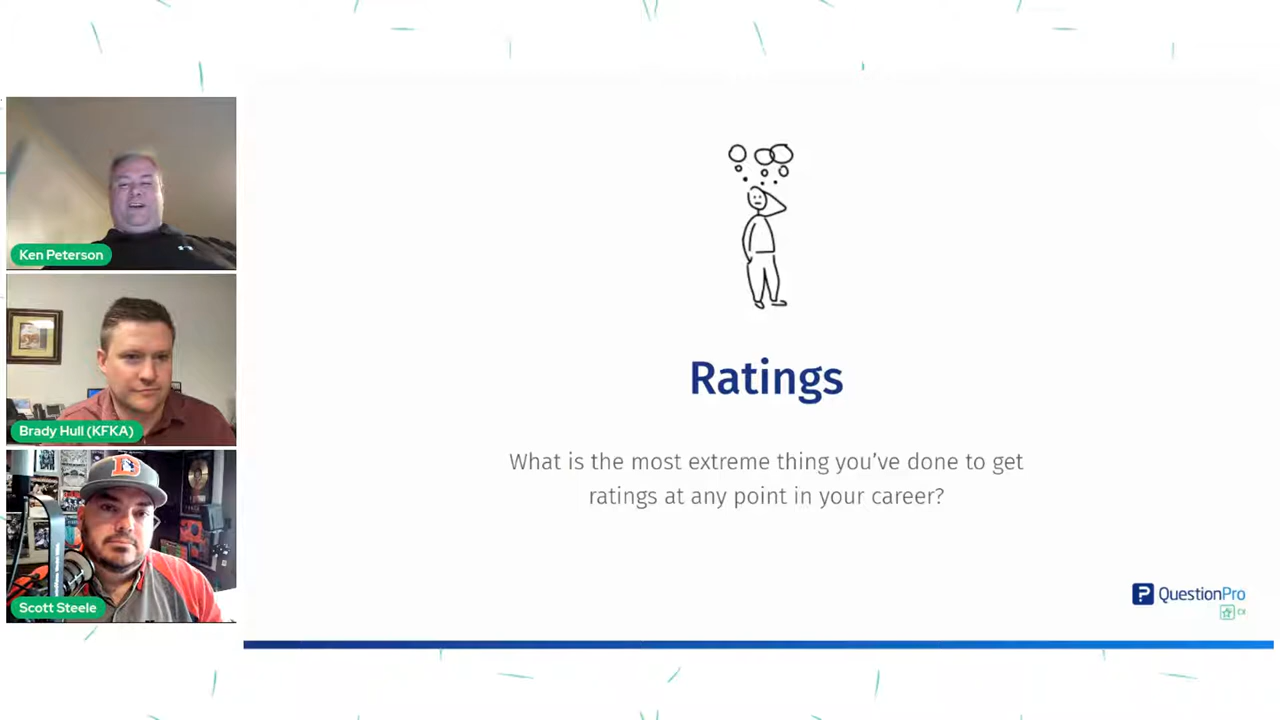 Ken Peterson
Brady Hull (KFKA)
Scott Steele
Ratings
What is the most extreme thing you’ve done to get
ratings at any point in your career?
QuestionPro
CX